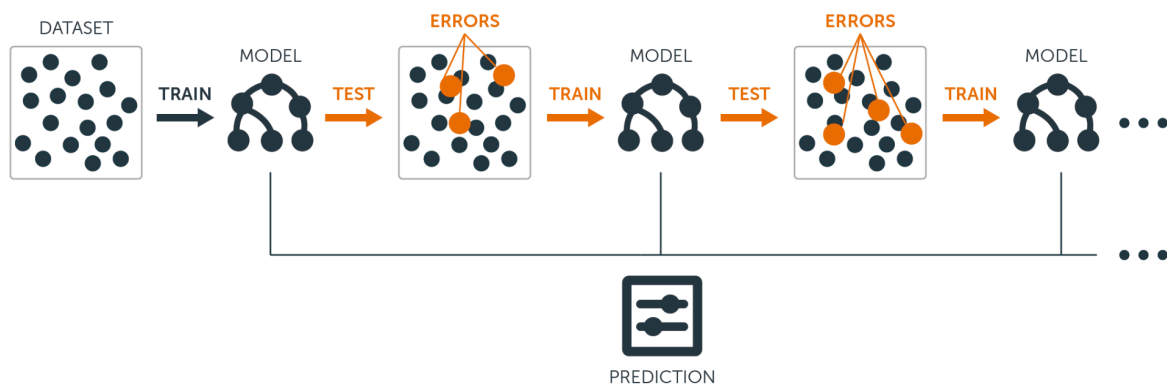 DATASET
MODEL
ERRORS
MODEL
ERRORS
MODEL
TRAIN
TEST
TRAIN
TEST
TRAIN
PREDICTION